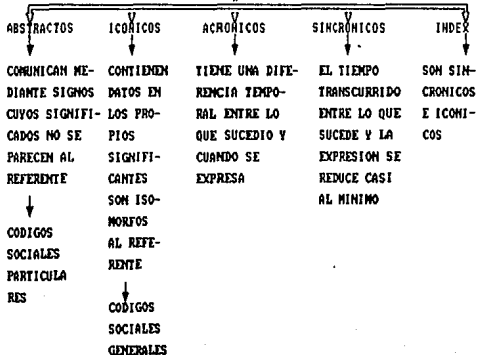 ABSTRACTOS ICONICOS ACRONICOS SINCRONICOS INDEX
COMUNICAN ME-
DIANTE SIGNOS
CUYOS SIGNIFI-
CADOS NO SE
PARECEN AL
REFERENTE
CODIGOS
SOCIALES
PARTICULA
RES
CONTIENEN
DATOS EN
LOS PRO-
PIOS
SIGNIFI-
CANTES
SON ISO-
MORFOS
AL REFE-
RENTE
CODIGOS
SOCIALES
GENERALES
TIENE UNA DIFE-
RENCIA TEMPO-
RAL ENTRE LO
QUE SUCEDIO Y
CUANDO SE
EXPRESA
EL TIEMPO
TRANSCURRIDO
ENTRE LO QUE
SUCEDE Y LA
EXPRESION SE
REDUCE CASI
AL MINIMO
SON SIN-
CRONICOS
E ICONI-
COS